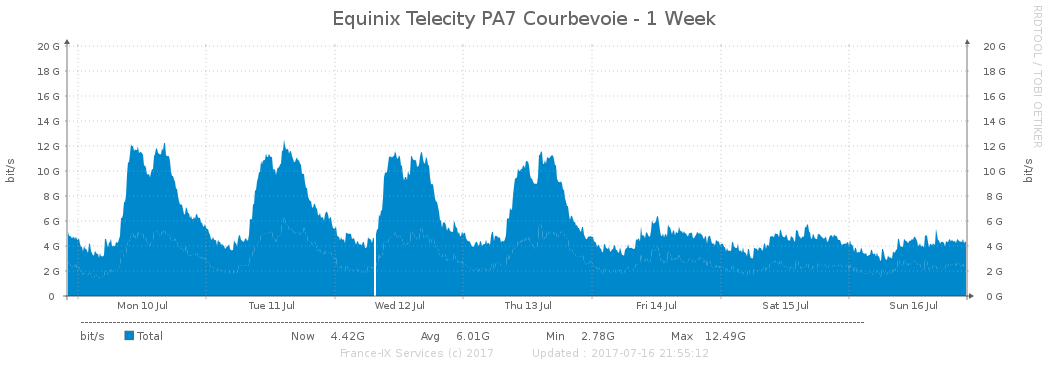 Equinix Telecity PA7 Courbevoie - 1 Week
RRDTOOL / TOBI OETIKER
bit/s
20 G 20 G
18 G 18 G
16 G 16 G
14 G 14 G
12 G 12 G
10 G 10 G
8 G 8 G
6 G 6 G
4 G 4 G
2 G 2 G
0 0 G
bit/s
Mon 10 Jul Tue 11 Jul Wed 12 Jul Thu 13 Jul Fri 14 Jul Sat 15 Jul Sun 16 Jul
bit/s Total Now 4.42G Avg 6.01G Min 2.78G Max 12.49G
France-IX Services (c) 2017 Updated : 2017-07-16 21:55:12